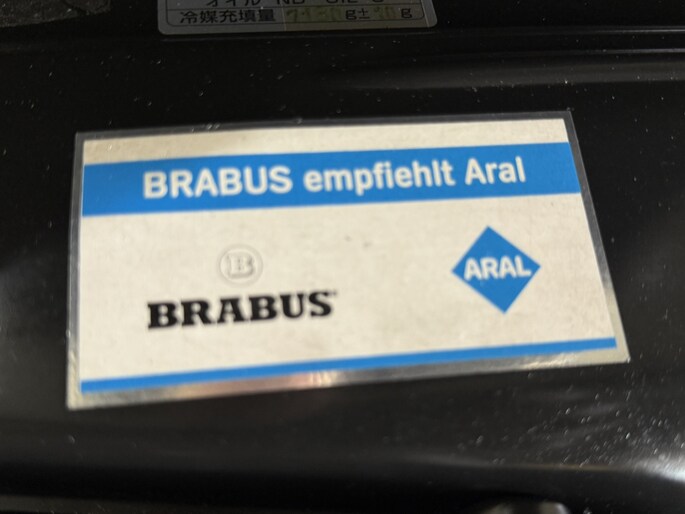 冷媒充填量 g± g
BRABUS empfiehlt Aral
B
BRABUS
ARAL